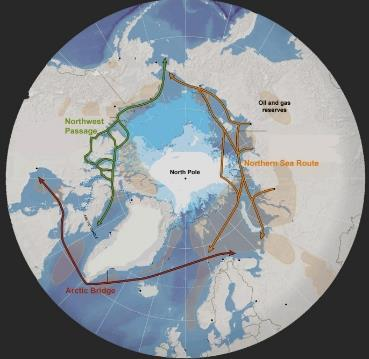 Oil and gas
reserves
Northwest
Passage
Northern Sea Route
North Pole
Arctic Bridge